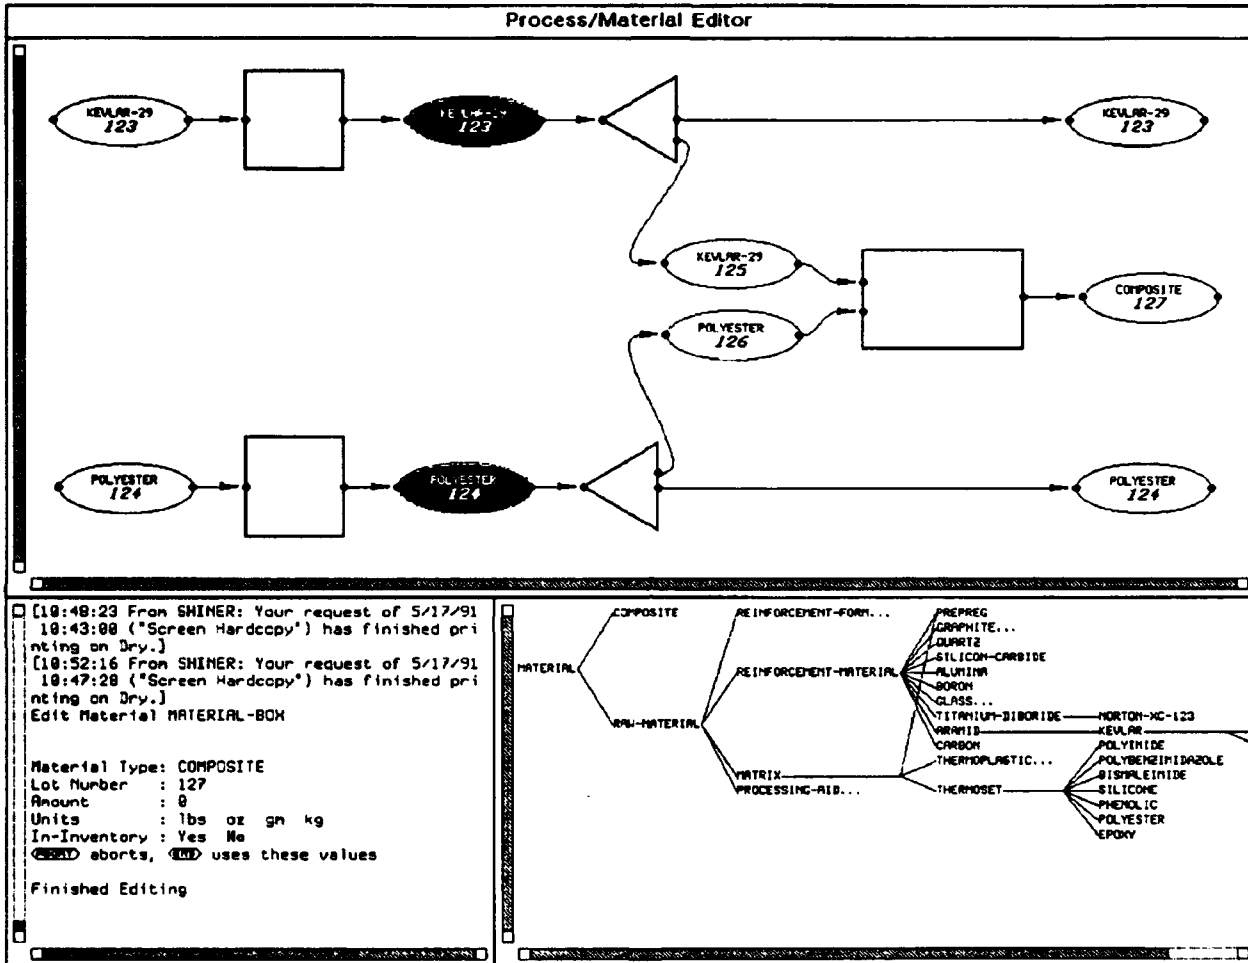 Process/Material Editor
KEVLAR-29
123
KEVLAR-29
123
KEVLAR-29
123
KEVLAR-29
125
COMPOSITE
127
POLYESTER
126
POLYESTER
124
POLYESTER
124
POLYESTER
124
[10:48:23 From SHINER: Your request of 5/17/91
10:43:00 ("Screen Hardcopy") has finished pri
nting on Dry.]
[10:52:16 From SHINER: Your request of 5/17/91
10:47:28 ("Screen Hardcopy") has finished pri
nting on Dry.]
Edit Material MATERIAL-BOX
Material Type: COMPOSITE
Lot Number : 127
Amount : 0
Units : lbs oz gm kg
In-Inventory : Yes No
ABORT aborts, END uses these values
Finished Editing
MATERIAL
COMPOSITE
RAW-MATERIAL
REINFORCEMENT-FORM...
REINFORCEMENT-MATERIAL
MATRIX
PROCESSING-AID...
PREPREG
GRAPHITE...
QUARTZ
SILICON-CARBIDE
ALUMINA
BORON
GLASS...
TITANIUM-DIBORIDE
ARAMID
CARBON
THERMOPLASTIC...
THERMOSET
NORTON-XC-123
KEVLAR
POLYIMIDE
POLYBENZIMIDAZOLE
BISMALEIMIDE
SILICONE
PHENOLIC
POLYESTER
EPOXY